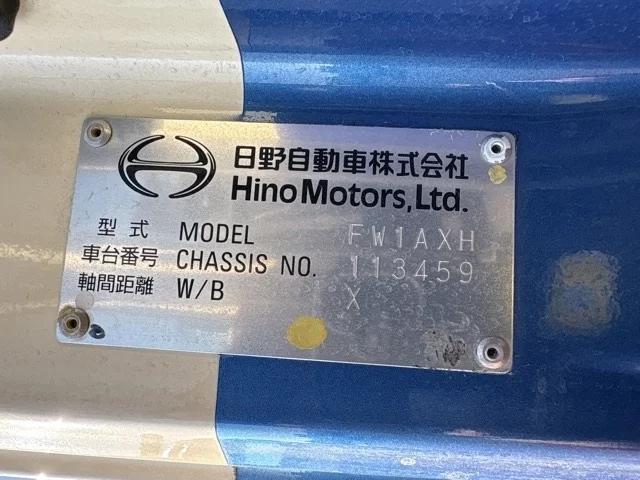 日野自動車株式会社
Hino Motors, Ltd.
型式 MODEL FW1AXH
車台番号 CHASSIS NO. 113459
軸間距離 W/B X